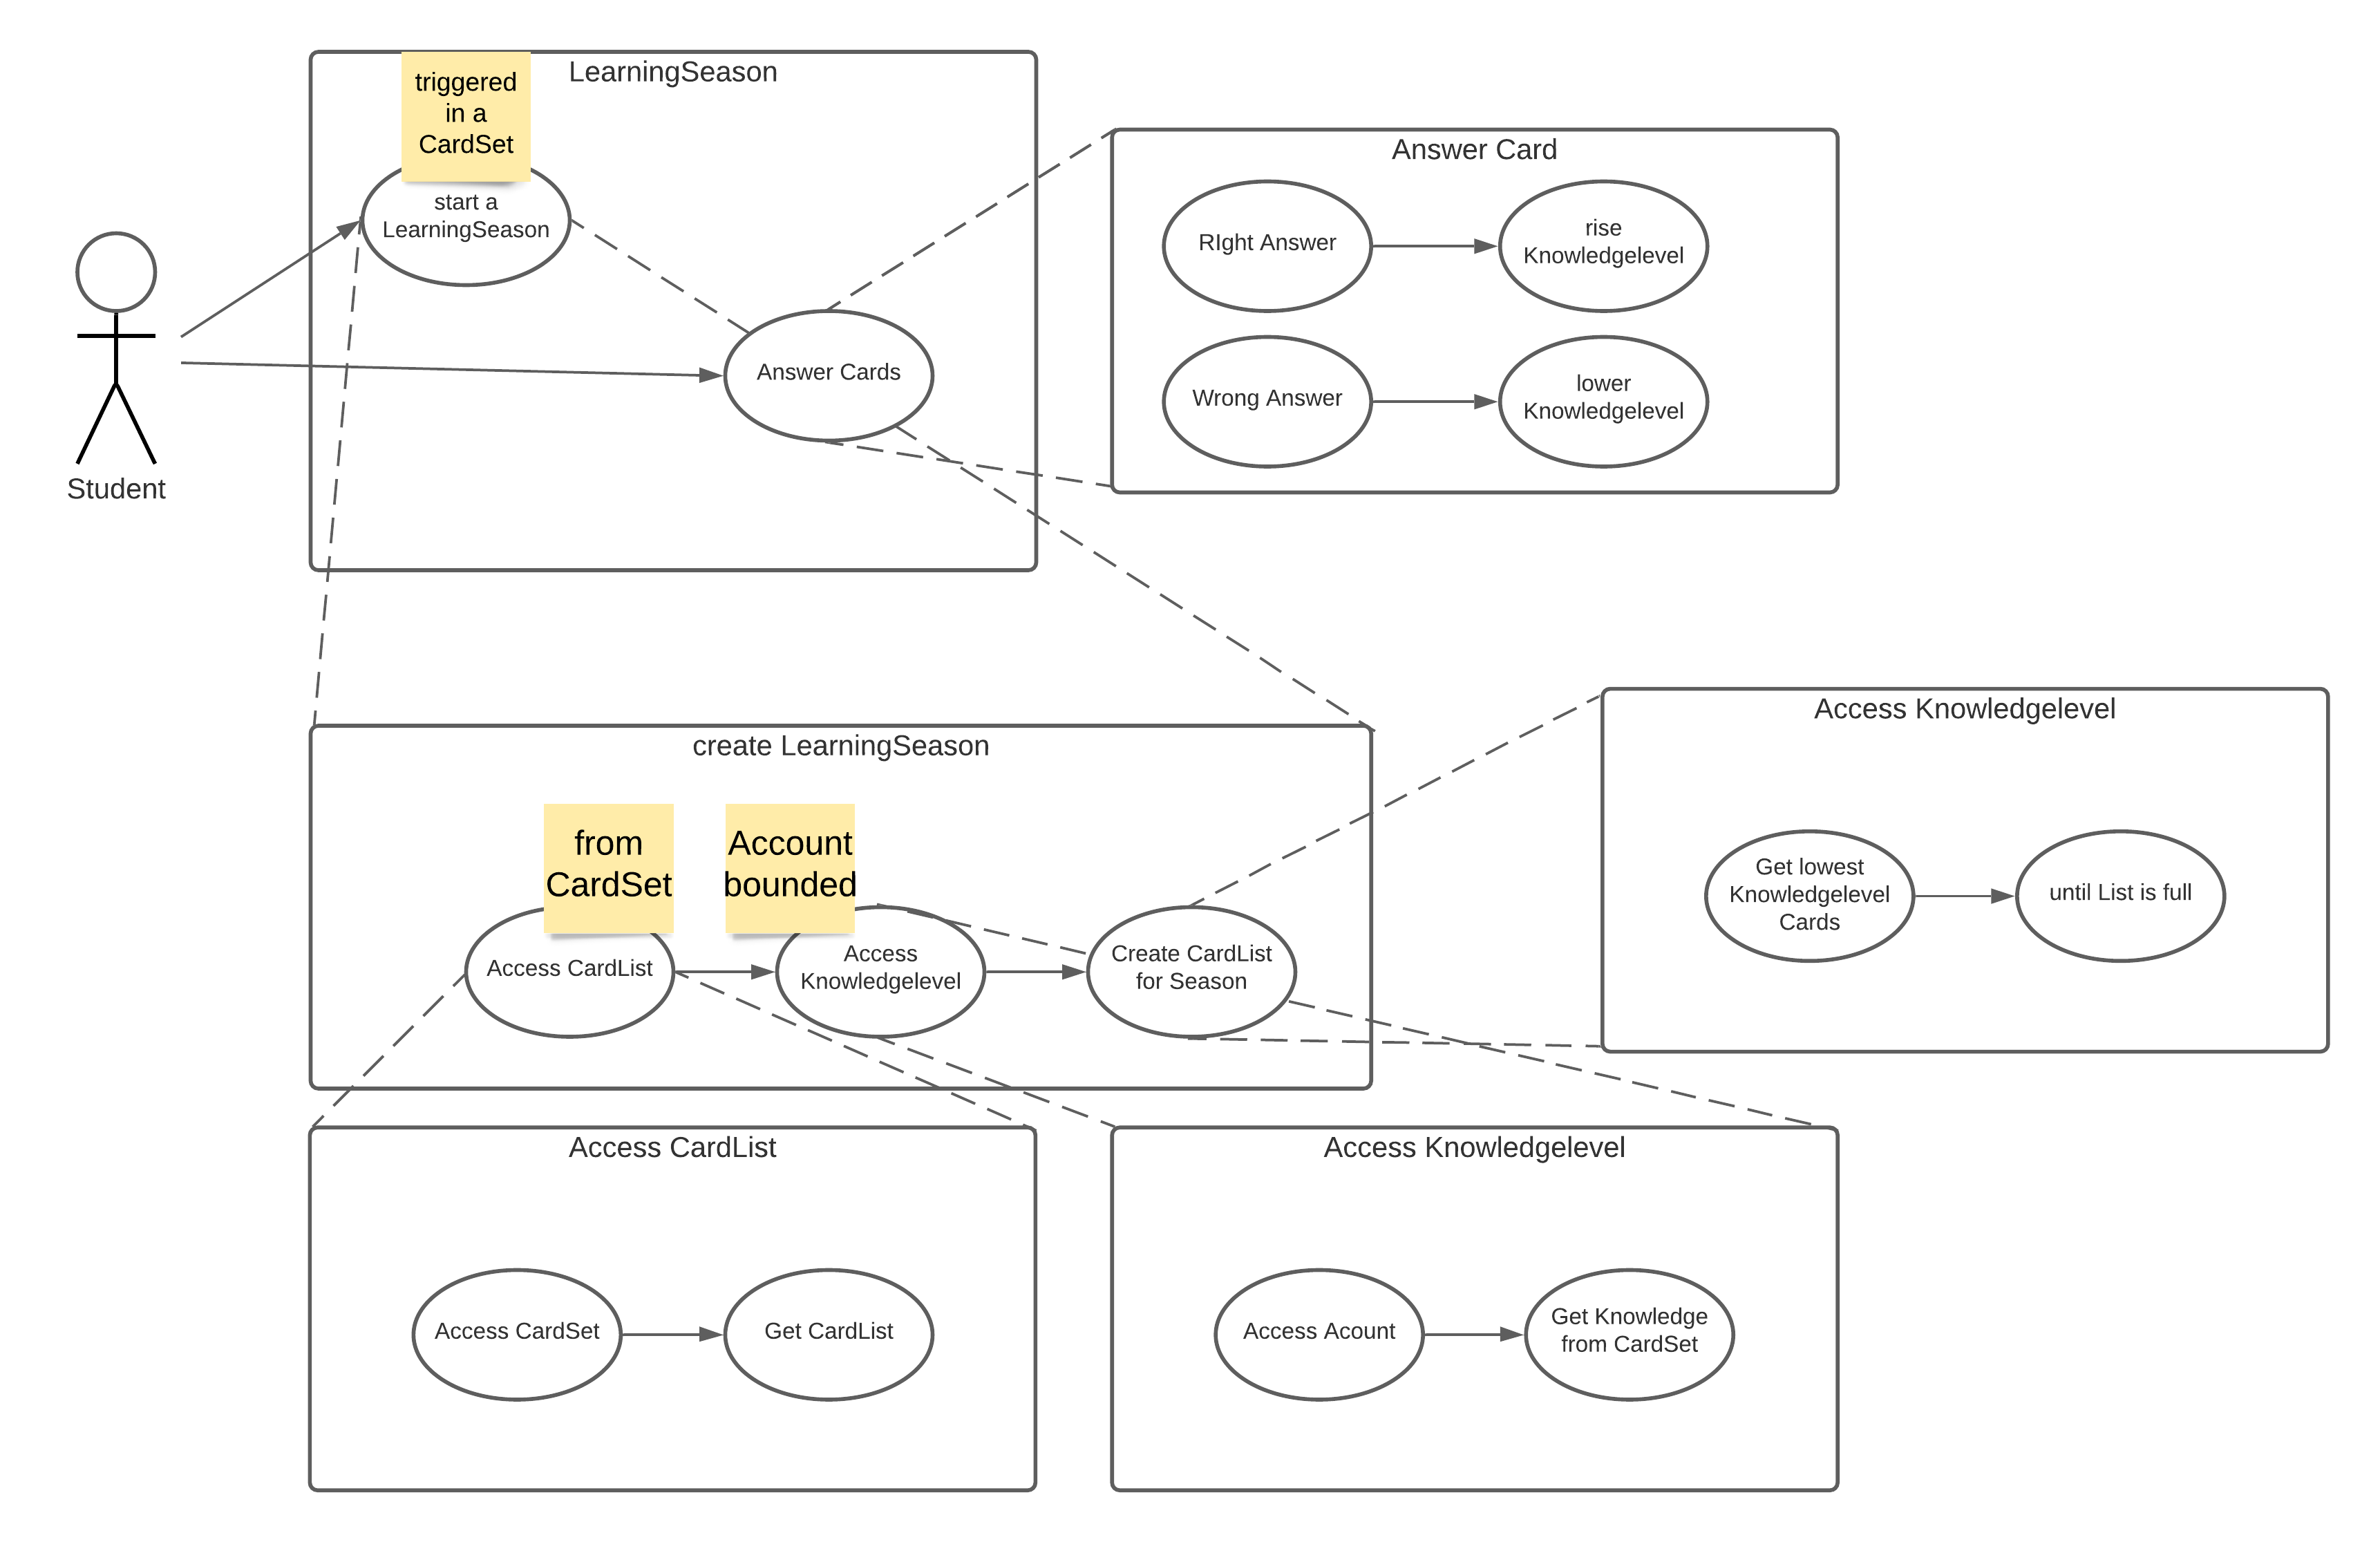 LearningSeason
triggered
in a
CardSet
start a
LearningSeason
Answer Cards
Student
Answer Card
RIght Answer
rise
Knowledgelevel
Wrong Answer
lower
Knowledgelevel
create LearningSeason
from
CardSet
Account
bounded
Access CardList
Access
Knowledgelevel
Create CardList
for Season
Access Knowledgelevel
Get lowest
Knowledgelevel
Cards
until List is full
Access CardList
Access CardSet
Get CardList
Access Knowledgelevel
Access Acount
Get Knowledge
from CardSet